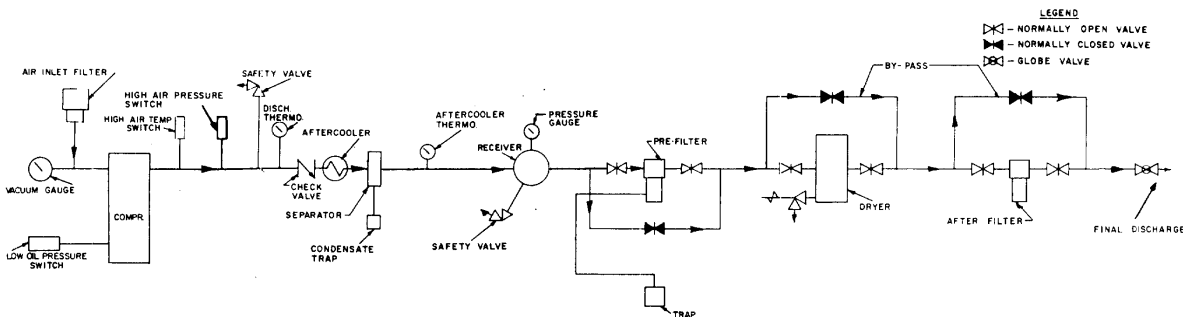 LEGEND
- NORMALLY OPEN VALVE
- NORMALLY CLOSED VALVE
- GLOBE VALVE
BY-PASS
AIR INLET FILTER
SAFETY VALVE
HIGH AIR PRESSURE
SWITCH
HIGH AIR TEMP
SWITCH
DISCH.
THERMO.
AFTERCOOLER
AFTERCOOLER
THERMO.
PRESSURE
GAUGE
RECEIVER
PRE-FILTER
VACUUM GAUGE
CHECK
VALVE
COMPR.
SEPARATOR
DRYER
AFTER FILTER
FINAL DISCHARGE
CONDENSATE
TRAP
SAFETY VALVE
LOW OIL PRESSURE
SWITCH
TRAP